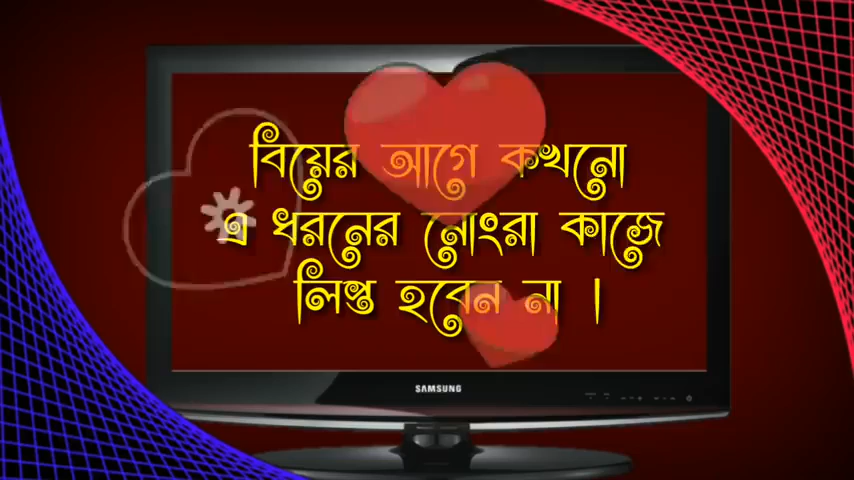 বিয়ের আগে কখনো
এ ধরনের নোংরা কাজে
লিপ্ত হবেন না ।
SAMSUNG